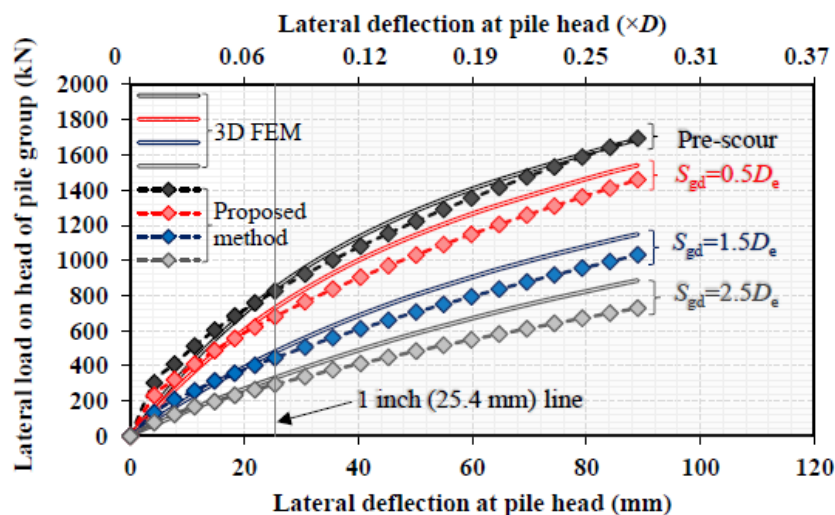 Lateral deflection at pile head (×D)
0 0.06 0.12 0.19 0.25 0.31 0.37
Lateral load on head of pile group (kN)
2000
1800
1600
1400
1200
1000
800
600
400
200
0
3D FEM
Proposed
method
Pre-scour
Sgd=0.5De
Sgd=1.5De
Sgd=2.5De
1 inch (25.4 mm) line
0 20 40 60 80 100 120
Lateral deflection at pile head (mm)